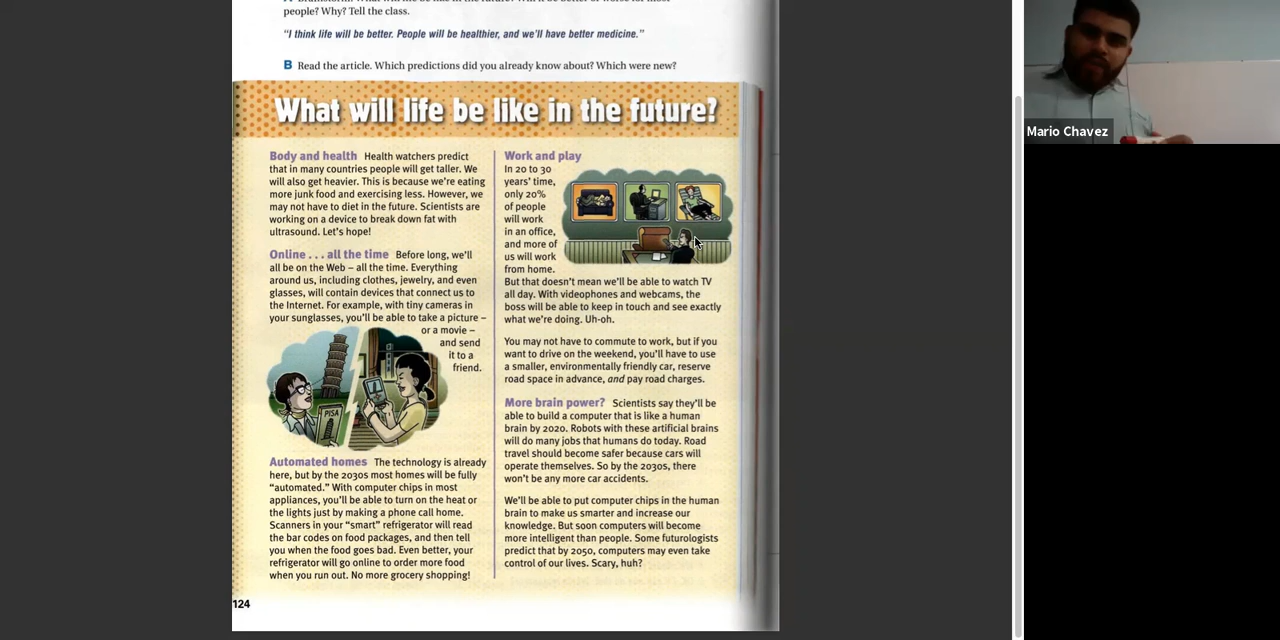 people? Why? Tell the class.
"I think life will be better. People will be healthier, and we'll have better medicine."
B Read the article. Which predictions did you already know about? Which were new?
What will life be like in the future?
Body and health Health watchers predict
that in many countries people will get taller. We
will also get heavier. This is because we're eating
more junk food and exercising less. However, we
may not have to diet in the future. Scientists are
working on a device to break down fat with
ultrasound. Let's hope!
Online . . . all the time Before long, we'll
all be on the Web – all the time. Everything
around us, including clothes, jewelry, and even
glasses, will contain devices that connect us to
the Internet. For example, with tiny cameras in
your sunglasses, you'll be able to take a picture –
or a movie –
and send
it to a
friend.
PISA
Automated homes The technology is already
here, but by the 2030s most homes will be fully
"automated." With computer chips in most
appliances, you'll be able to turn on the heat or
the lights just by making a phone call home.
Scanners in your "smart" refrigerator will read
the bar codes on food packages, and then tell
you when the food goes bad. Even better, your
refrigerator will go online to order more food
when you run out. No more grocery shopping!
Work and play
In 20 to 30
years' time,
only 20%
of people
will work
in an office,
and more of
us will work
from home.
But that doesn't mean we'll be able to watch TV
all day. With videophones and webcams, the
boss will be able to keep in touch and see exactly
what we're doing. Uh-oh.
You may not have to commute to work, but if you
want to drive on the weekend, you'll have to use
a smaller, environmentally friendly car, reserve
road space in advance, and pay road charges.
More brain power? Scientists say they'll be
able to build a computer that is like a human
brain by 2020. Robots with these artificial brains
will do many jobs that humans do today. Road
travel should become safer because cars will
operate themselves. So by the 2030s, there
won't be any more car accidents.
We'll be able to put computer chips in the human
brain to make us smarter and increase our
knowledge. But soon computers will become
more intelligent than people. Some futurologists
predict that by 2050, computers may even take
control of our lives. Scary, huh?
124
Mario Chavez